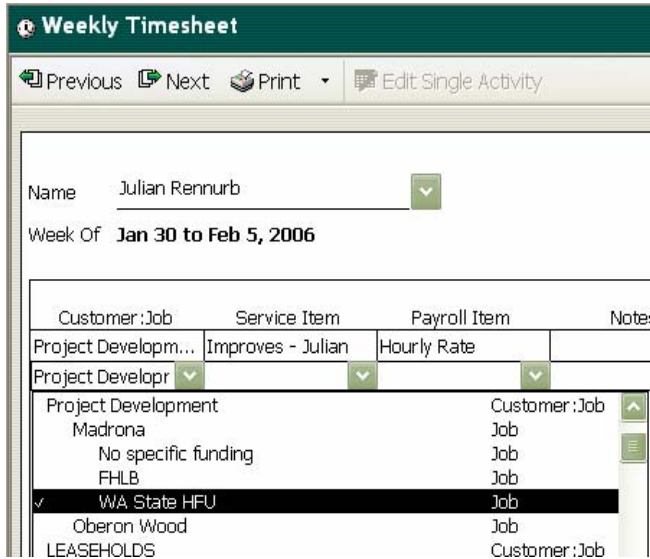 Weekly Timesheet
Previous Next Print Edit Single Activity
Name Julian Rennurb
Week Of Jan 30 to Feb 5, 2006
Customer:Job Service Item Payroll Item Notes
Project Developm... Improves - Julian Hourly Rate
Project Developr
Project Development Customer:Job
Madrona Job
No specific funding Job
FHLB Job
✓ WA State HFU Job
Oberon Wood Job
LEASEHOLDS Customer:Job